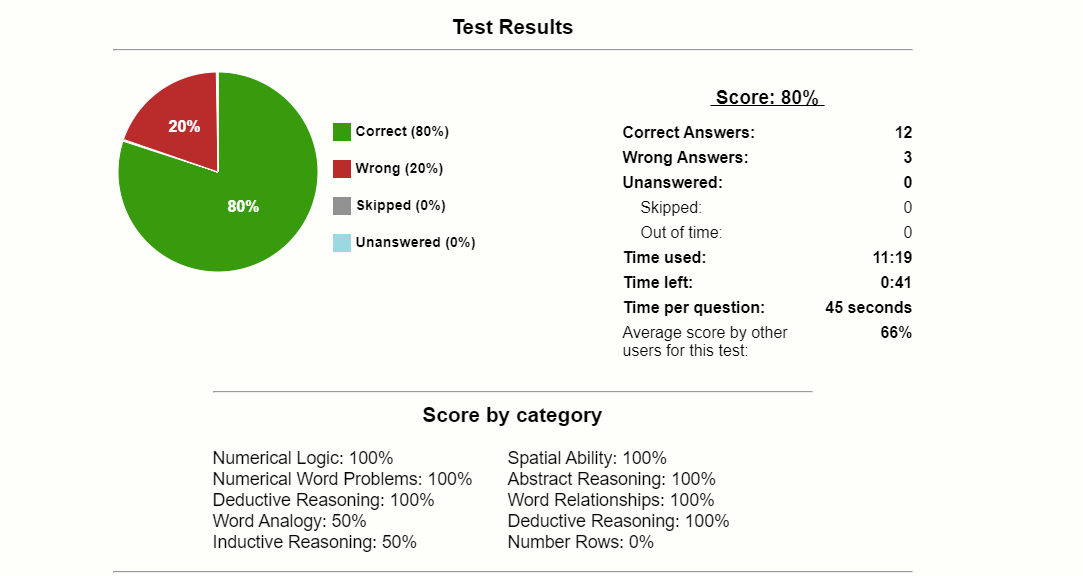 Test Results
20%
80%
Correct (80%)
Wrong (20%)
Skipped (0%)
Unanswered (0%)
Score: 80%
Correct Answers: 12
Wrong Answers: 3
Unanswered: 0
Skipped: 0
Out of time: 0
Time used: 11:19
Time left: 0:41
Time per question: 45 seconds
Average score by other 66%
users for this test:
Score by category
Numerical Logic: 100%
Numerical Word Problems: 100%
Deductive Reasoning: 100%
Word Analogy: 50%
Inductive Reasoning: 50%
Spatial Ability: 100%
Abstract Reasoning: 100%
Word Relationships: 100%
Deductive Reasoning: 100%
Number Rows: 0%